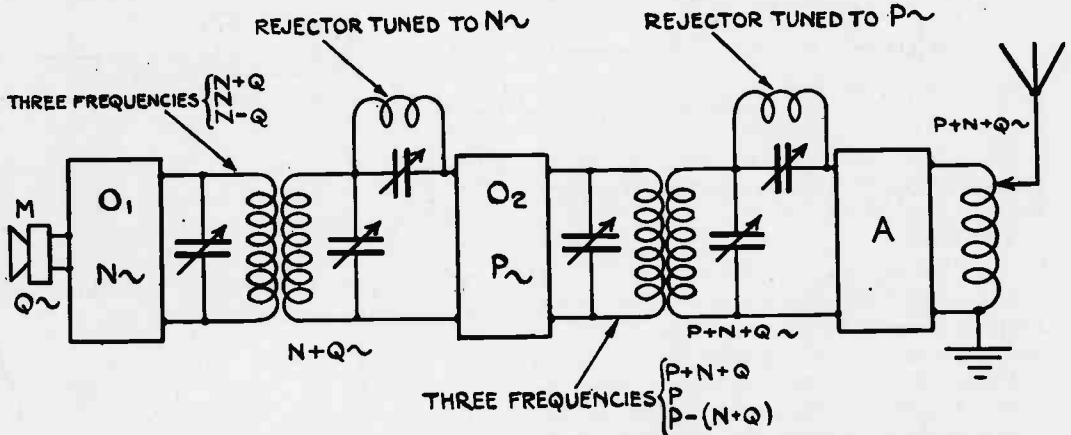 REJECTOR TUNED TO N~
REJECTOR TUNED TO P~
THREE FREQUENCIES { N+Q
N
N-Q
P+N+Q~
M
Q~
O1
N~
O2
P~
A
N+Q~
P+N+Q~
THREE FREQUENCIES { P+N+Q
P
P-(N+Q)